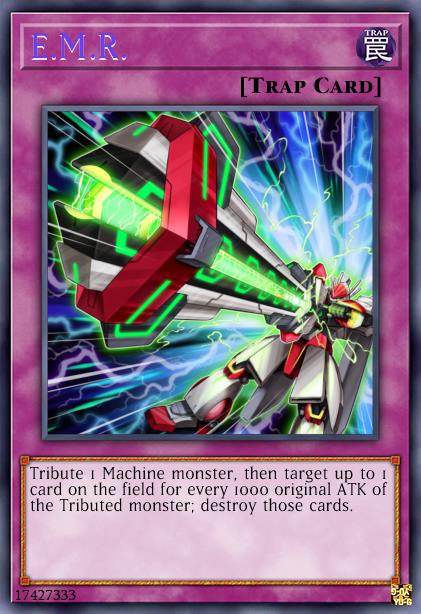 E.M.R.
TRAP
罠
[TRAP CARD]
Tribute 1 Machine monster, then target up to 1
card on the field for every 1000 original ATK of
the Tributed monster; destroy those cards.
17427333